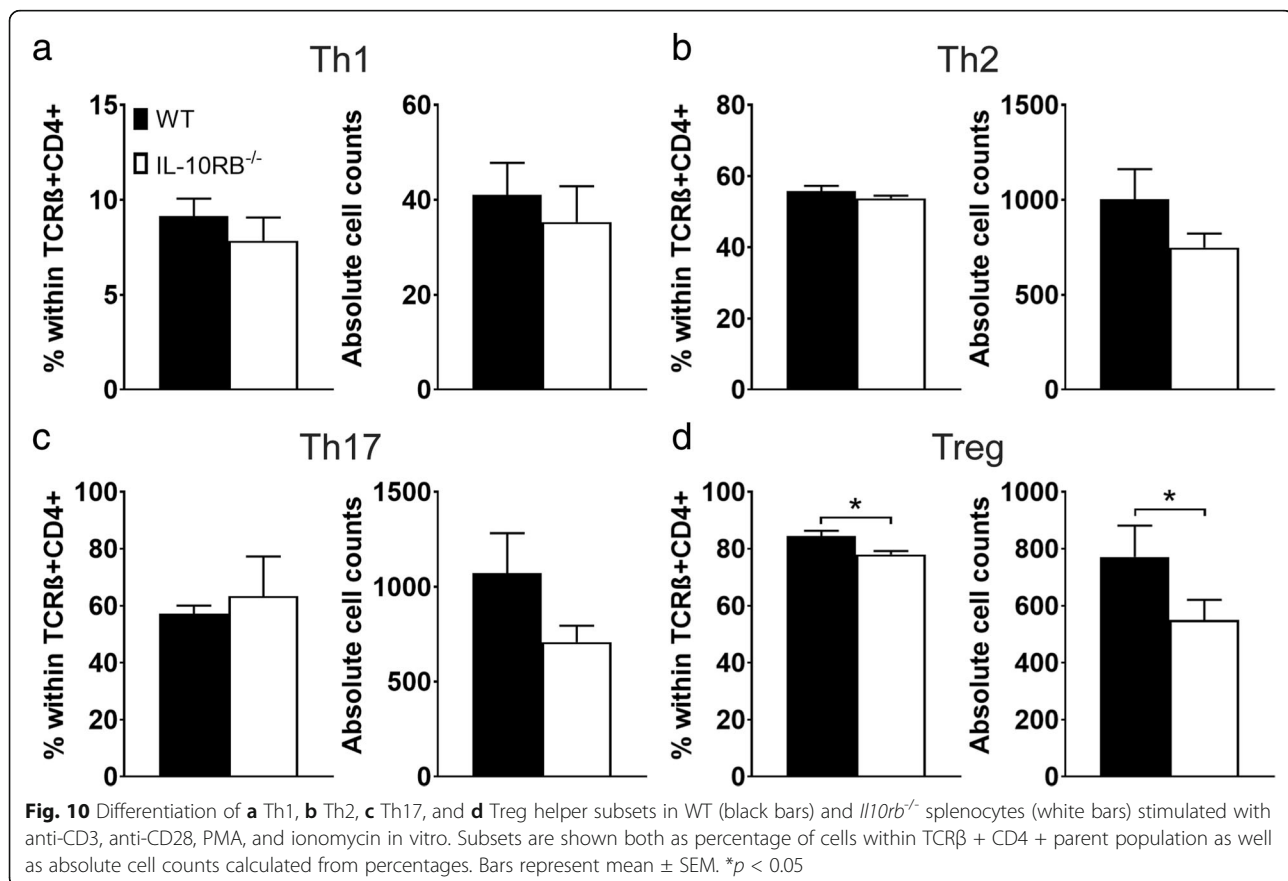 a
Th1
% within TCRß+CD4+
15
10
5
0
WT
IL-10RB-/-
Absolute cell counts
60
40
20
0
b
Th2
% within TCRß+CD4+
80
60
40
20
0
Absolute cell counts
1500
1000
500
0
c
Th17
% within TCRß+CD4+
100
80
60
40
20
0
Absolute cell counts
1500
1000
500
0
d
Treg
% within TCRß+CD4+
100
80
60
40
20
0
*
Absolute cell counts
1000
800
600
400
200
0
*
Fig. 10 Differentiation of a Th1, b Th2, c Th17, and d Treg helper subsets in WT (black bars) and Il10rb-/- splenocytes (white bars) stimulated with
anti-CD3, anti-CD28, PMA, and ionomycin in vitro. Subsets are shown both as percentage of cells within TCRβ + CD4 + parent population as well
as absolute cell counts calculated from percentages. Bars represent mean ± SEM. *p < 0.05